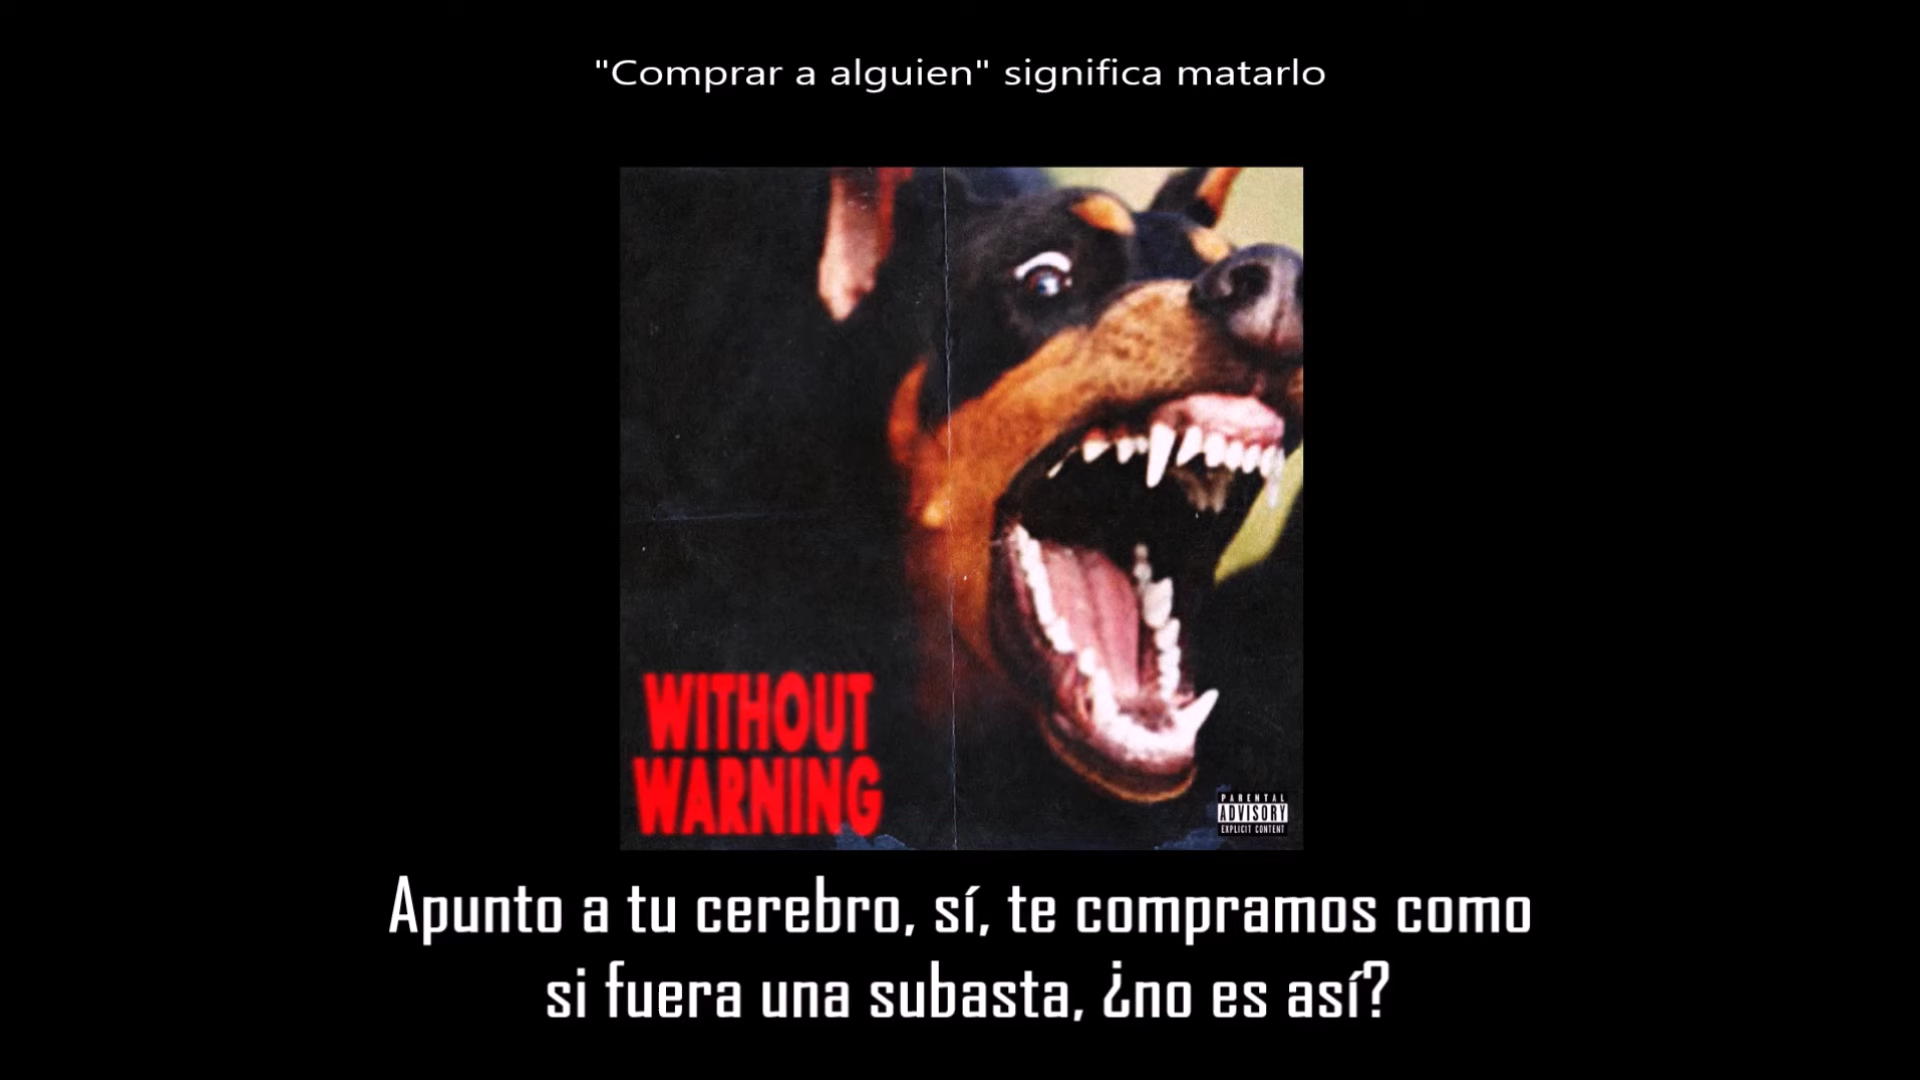 "Comprar a alguien" significa matarlo
WITHOUT
WARNING
PARENTAL
ADVISORY
EXPLICIT CONTENT
Apunto a tu cerebro, sí, te compramos como
si fuera una subasta, ¿no es así?